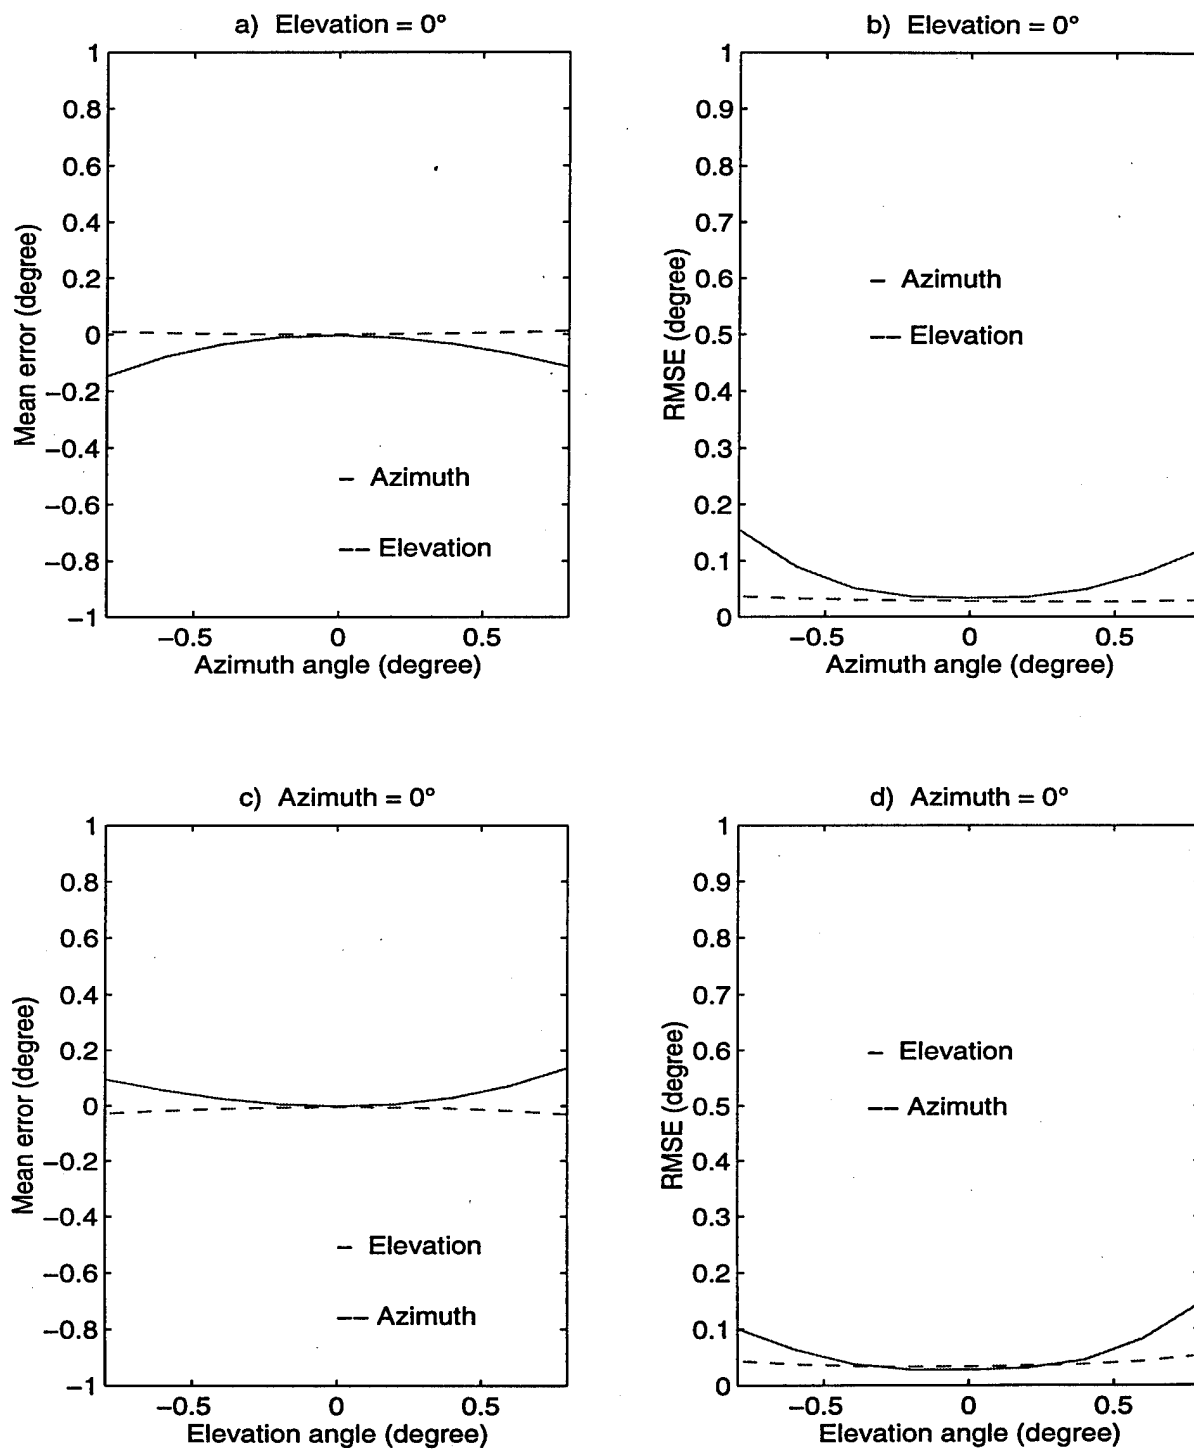 a) Elevation = 0°
1
0.8
0.6
0.4
0.2
0
−0.2
−0.4
−0.6
−0.8
−1
Mean error (degree)
− Azimuth
−− Elevation
−0.5 0 0.5
Azimuth angle (degree)
b) Elevation = 0°
1
0.9
0.8
0.7
0.6
0.5
0.4
0.3
0.2
0.1
0
RMSE (degree)
− Azimuth
−− Elevation
−0.5 0 0.5
Azimuth angle (degree)
c) Azimuth = 0°
1
0.8
0.6
0.4
0.2
0
−0.2
−0.4
−0.6
−0.8
−1
Mean error (degree)
− Elevation
−− Azimuth
−0.5 0 0.5
Elevation angle (degree)
d) Azimuth = 0°
1
0.9
0.8
0.7
0.6
0.5
0.4
0.3
0.2
0.1
0
RMSE (degree)
− Elevation
−− Azimuth
−0.5 0 0.5
Elevation angle (degree)